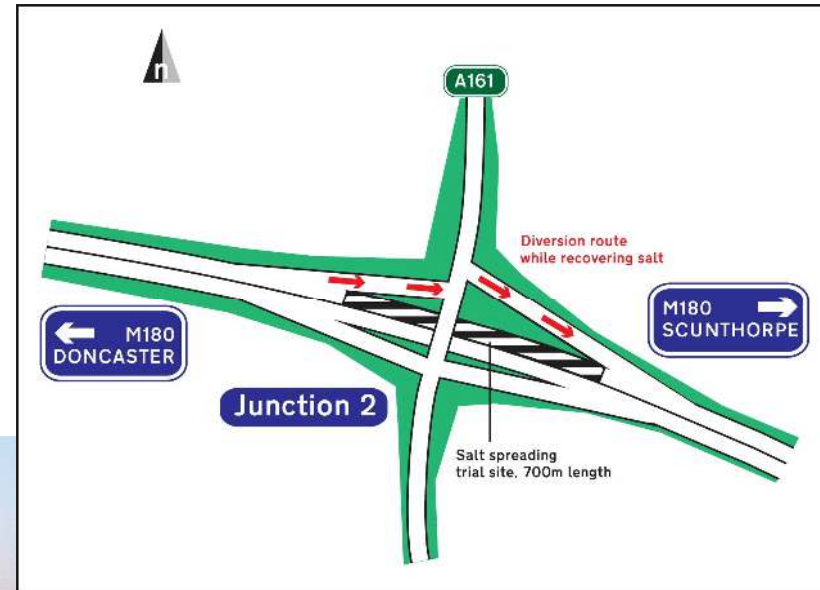 n
A161
Diversion route
while recovering salt
M180
DONCASTER
M180
SCUNTHORPE
Junction 2
Salt spreading
trial site, 700m length